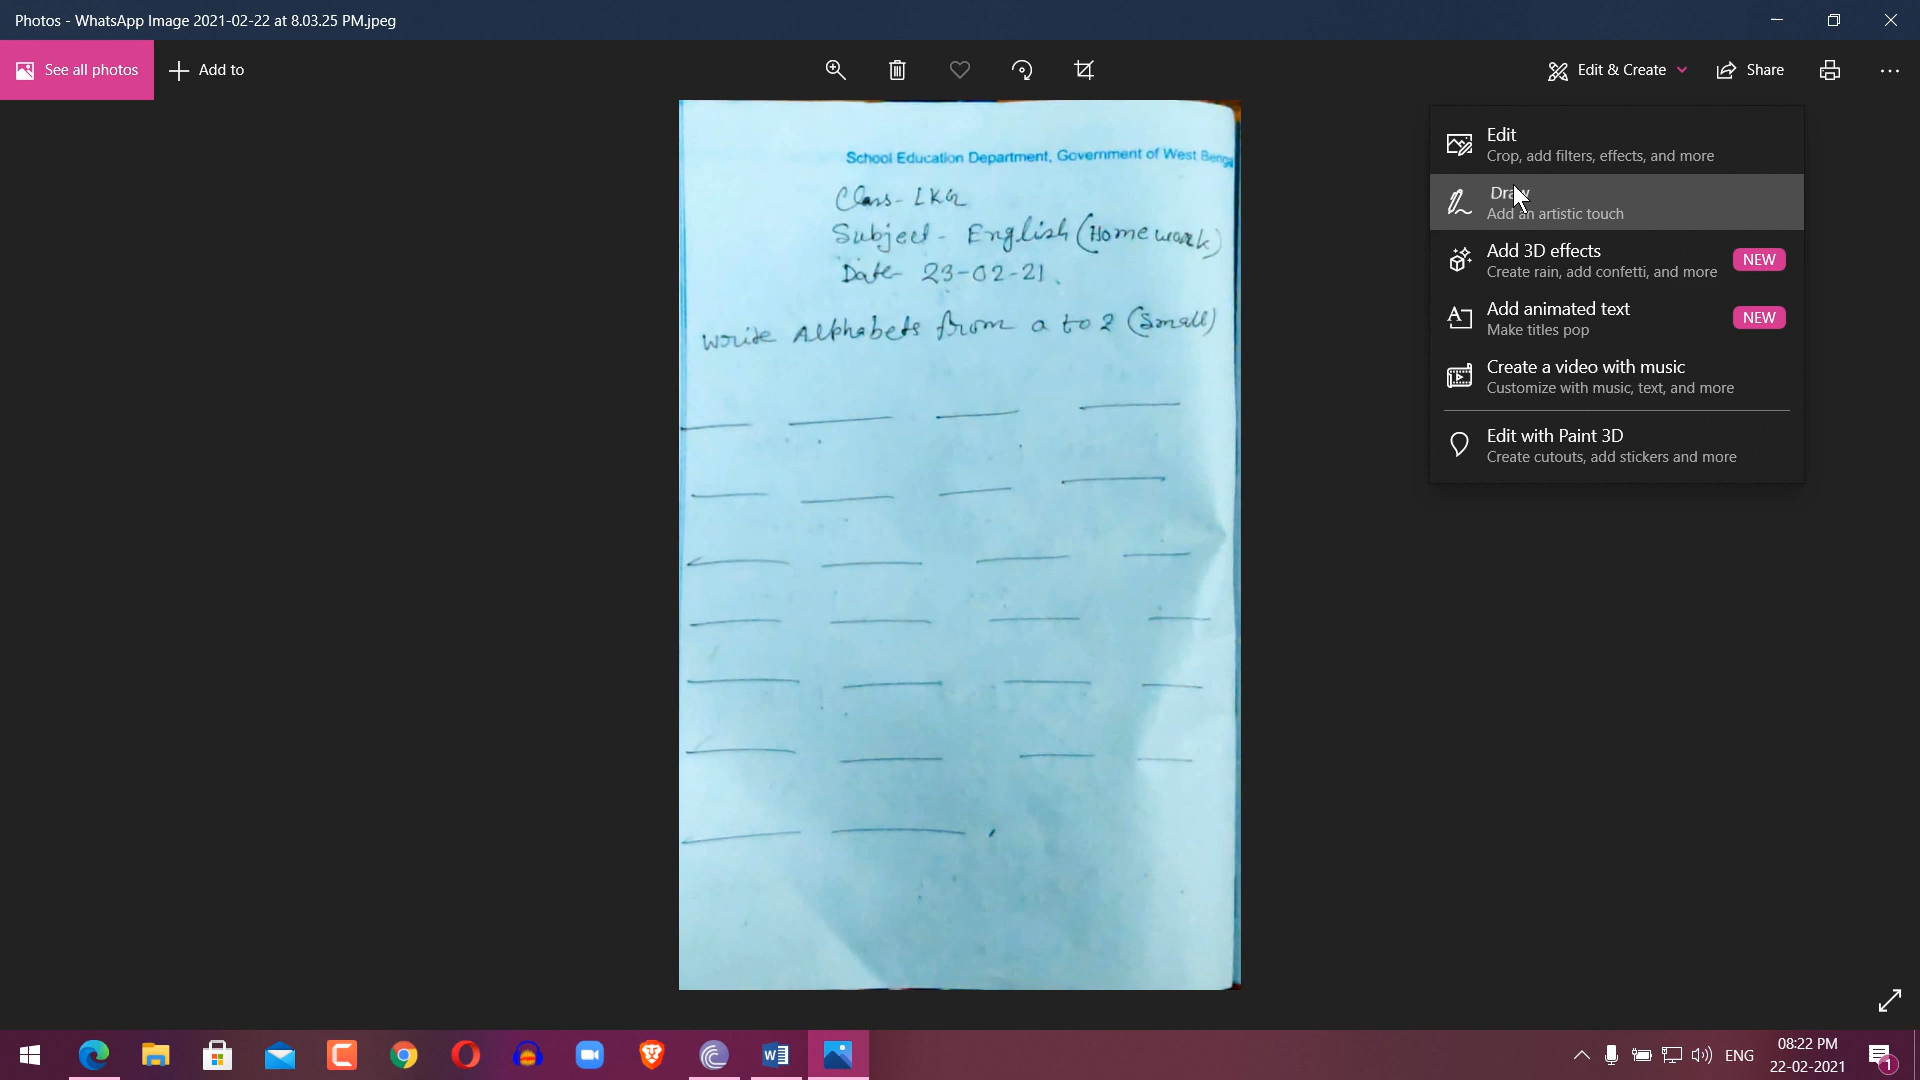 Photos - WhatsApp Image 2021-02-22 at 8.03.25 PM.jpeg
See all photos
Add to
Edit & Create
Share
Edit
Crop, add filters, effects, and more
Draw
Add an artistic touch
Add 3D effects
Create rain, add confetti, and more
NEW
Add animated text
Make titles pop
NEW
Create a video with music
Customize with music, text, and more
Edit with Paint 3D
Create cutouts, add stickers and more
School Education Department, Government of West Benga
Class - LKG
Subject - English (Home work)
Date - 23-02-21.
write Alphabets from a to z (Small)
ENG
08:22 PM
22-02-2021
1